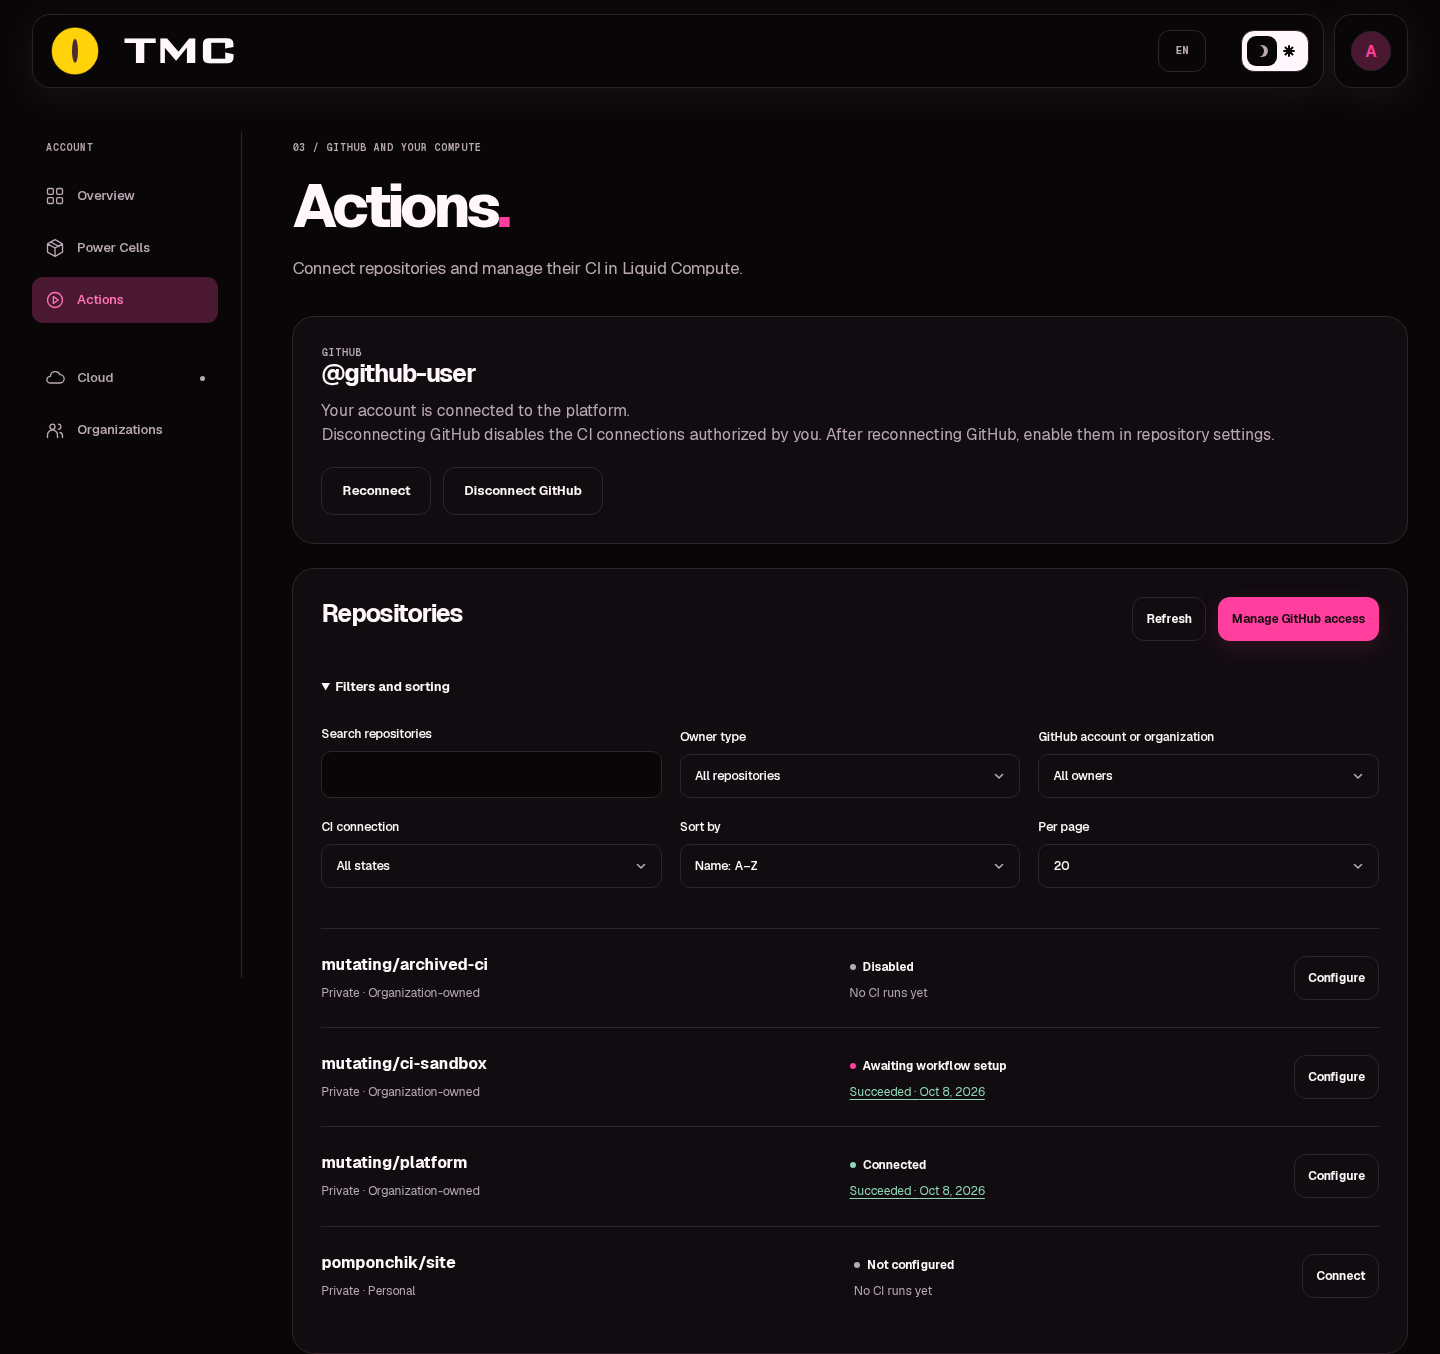 TMC
EN
A
ACCOUNT
Overview
Power Cells
Actions
Cloud
Organizations
03 / GITHUB AND YOUR COMPUTE
Actions.
Connect repositories and manage their CI in Liquid Compute.
GITHUB
@github-user
Your account is connected to the platform.
Disconnecting GitHub disables the CI connections authorized by you. After reconnecting GitHub, enable them in repository settings.
Reconnect
Disconnect GitHub
Repositories
Refresh
Manage GitHub access
Filters and sorting
Search repositories
Owner type
GitHub account or organization
All repositories
All owners
CI connection
Sort by
Per page
All states
Name: A–Z
20
mutating/archived-ci
Private · Organization-owned
Disabled
No CI runs yet
Configure
mutating/ci-sandbox
Private · Organization-owned
Awaiting workflow setup
Succeeded · Oct 8, 2026
Configure
mutating/platform
Private · Organization-owned
Connected
Succeeded · Oct 8, 2026
Configure
pomponchik/site
Private · Personal
Not configured
No CI runs yet
Connect